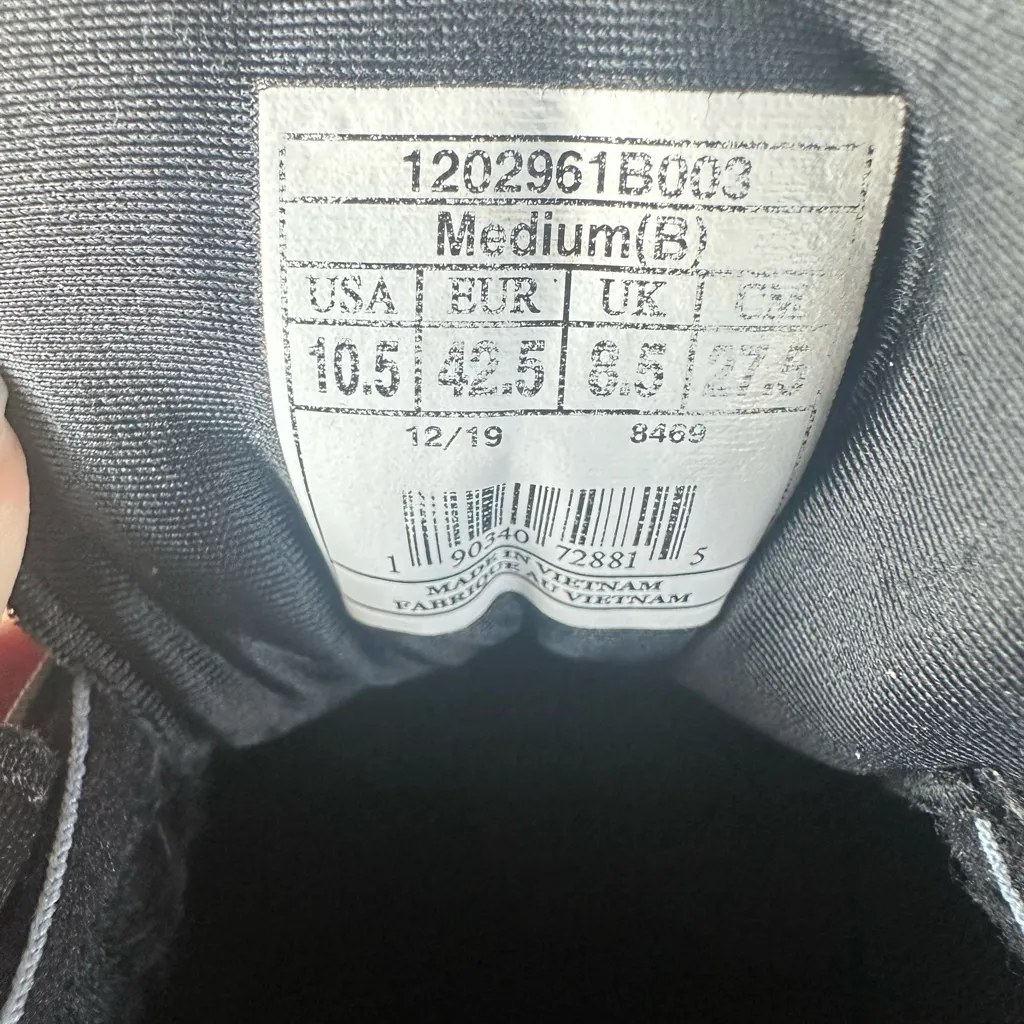 1202961B003
Medium(B)
USA EUR UK CM
10.5 42.5 8.5 27.5
12/19 8469
1 90340 72881 5
MADE IN VIETNAM
FABRIQUE AU VIETNAM